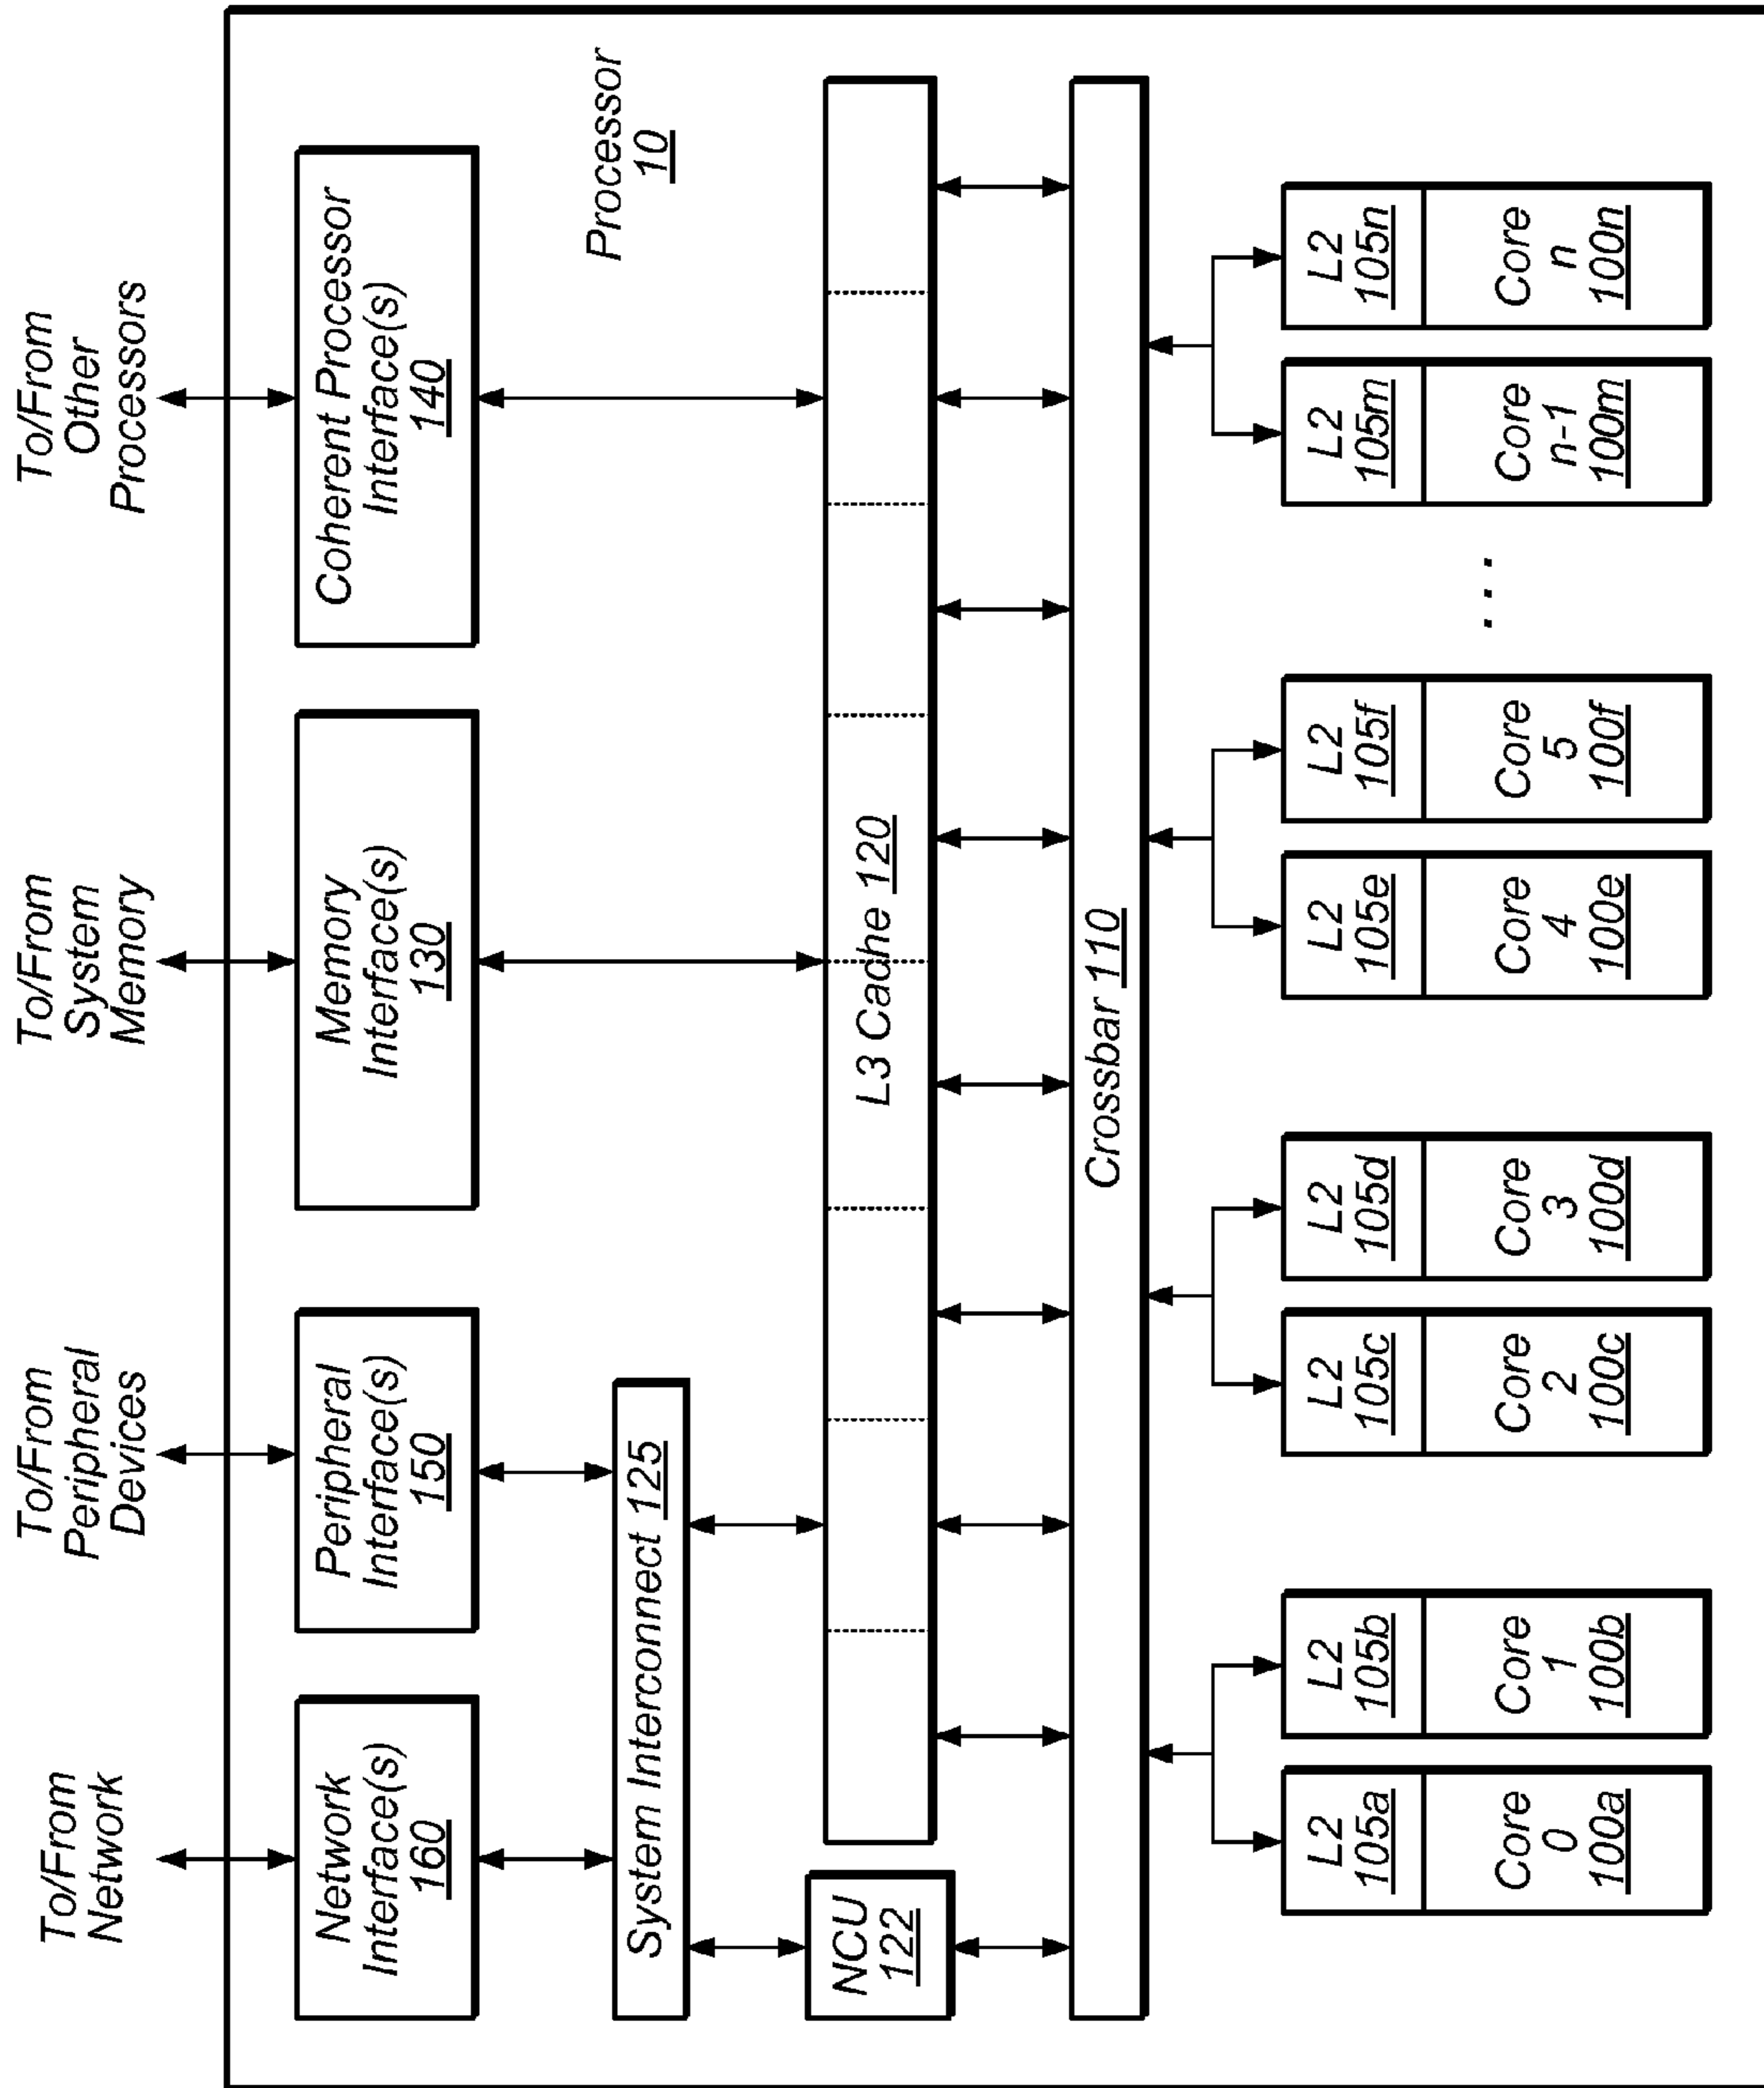 To/From
Network
To/From
Peripheral
Devices
To/From
System
Memory
To/From
Other
Processors
Network
Interface(s)
160
Peripheral
Interface(s)
150
Memory
Interface(s)
130
Coherent Processor
Interface(s)
140
Processor
10
System Interconnect 125
NCU
122
L3 Cache 120
Crossbar 110
L2
105a
Core
0
100a
L2
105b
Core
1
100b
L2
105c
Core
2
100c
L2
105d
Core
3
100d
L2
105e
Core
4
100e
L2
105f
Core
5
100f
...
L2
105m
Core
n-1
100m
L2
105n
Core
n
100n